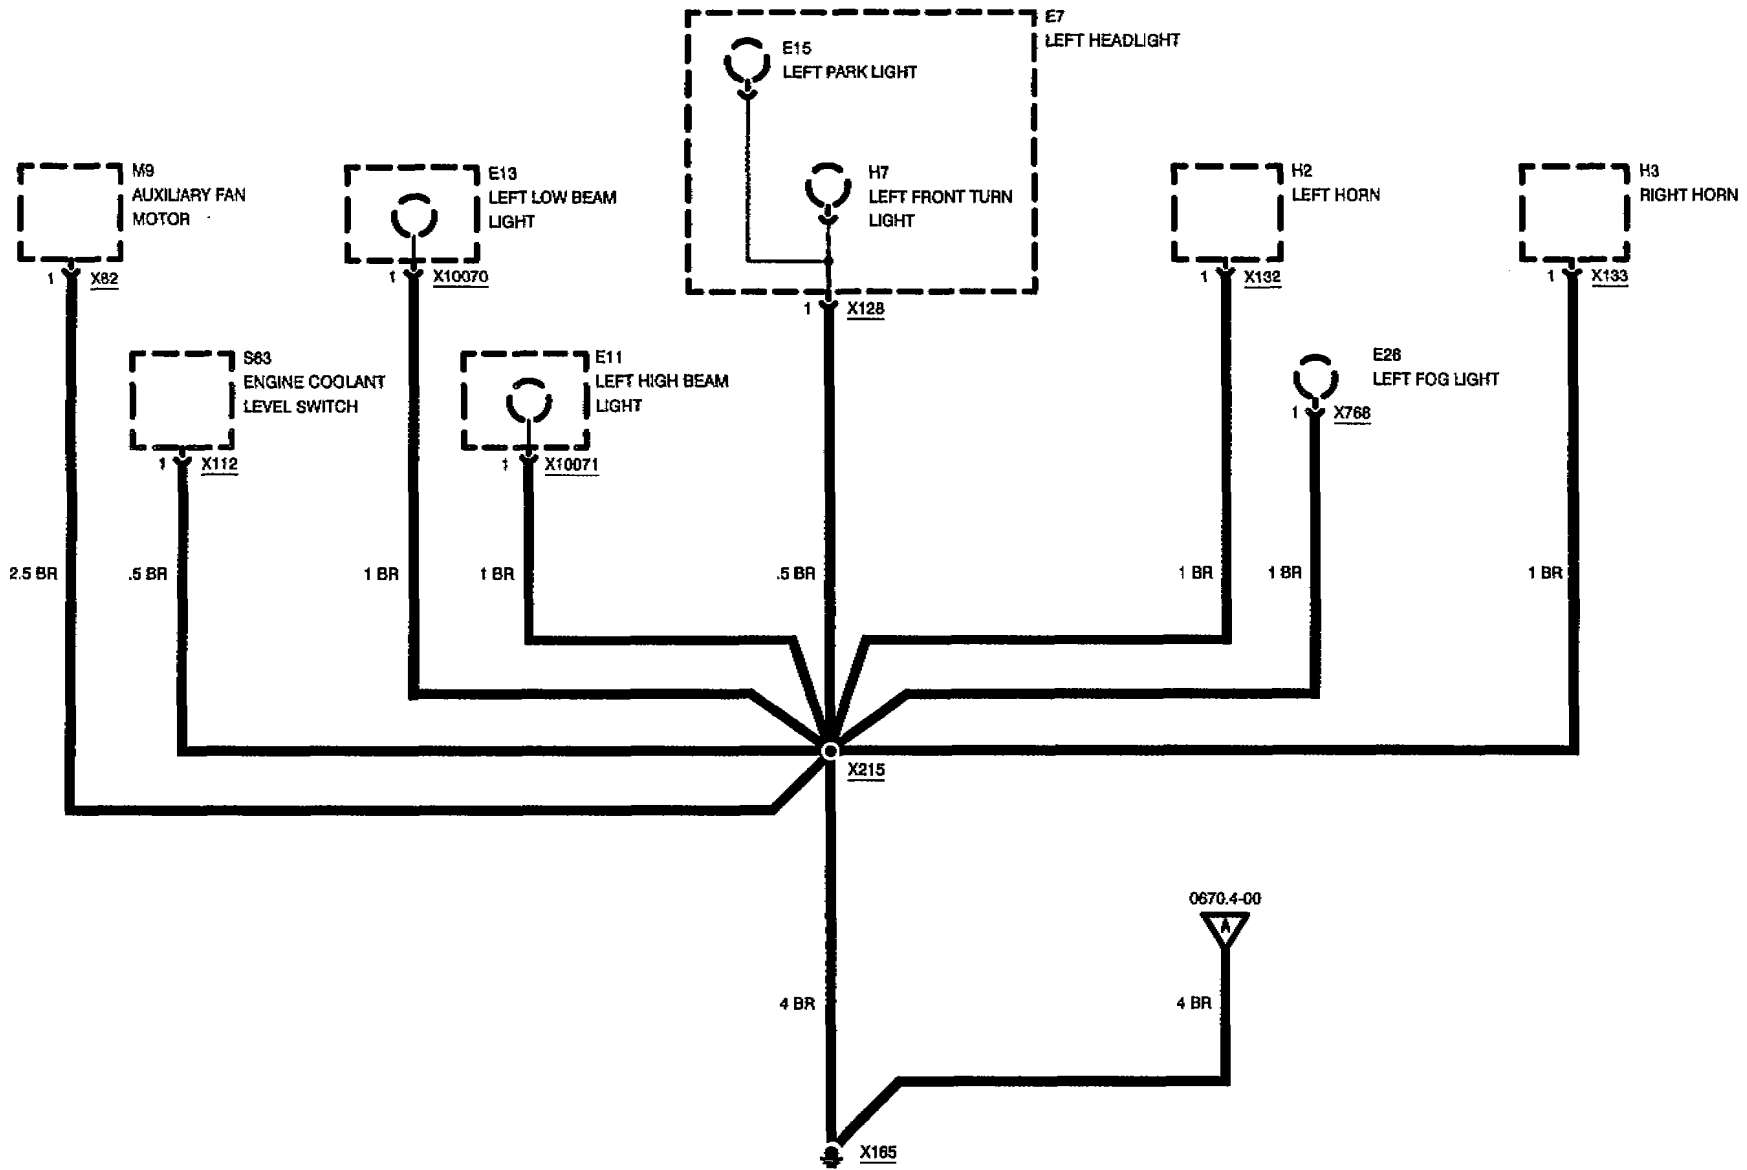 E7
LEFT HEADLIGHT
E15
LEFT PARK LIGHT
M9
AUXILIARY FAN
MOTOR
E13
LEFT LOW BEAM
LIGHT
H7
LEFT FRONT TURN
LIGHT
H2
LEFT HORN
H3
RIGHT HORN
1 X82
1 X10070
1 X128
1 X132
1 X133
S63
ENGINE COOLANT
LEVEL SWITCH
E11
LEFT HIGH BEAM
LIGHT
E26
LEFT FOG LIGHT
1 X768
1 X112
1 X10071
2.5 BR
.5 BR
1 BR
1 BR
.5 BR
1 BR
1 BR
1 BR
X215
0670.4-00
A
4 BR
4 BR
X165